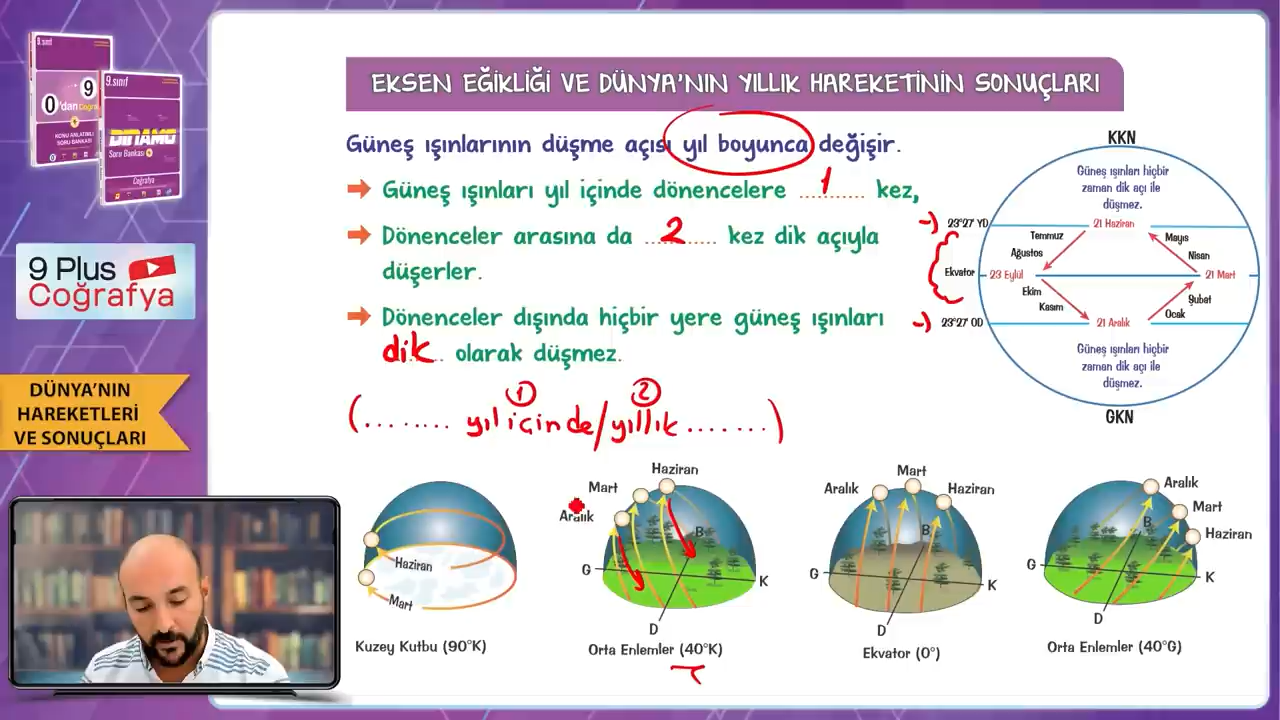 9.sınıf
0'dan 9
KONU ANLATIMLI
SORU BANKASI
9.sınıf
DİNAMO
Soru Bankası
Coğrafya
9 Plus
Coğrafya
DÜNYA'NIN
HAREKETLERİ
VE SONUÇLARI
EKSEN EĞİKLİĞİ VE DÜNYA'NIN YILLIK HAREKETİNİN SONUÇLARI
Güneş ışınlarının düşme açısı yıl boyunca değişir.
Güneş ışınları yıl içinde dönencelere 1 kez,
Dönenceler arasına da 2 kez dik açıyla
düşerler.
Dönenceler dışında hiçbir yere güneş ışınları
dik olarak düşmez.
(........ yıl içinde/yıllık .......)
1 2
KKN
Güneş ışınları hiçbir
zaman dik açı ile
düşmez.
23°27' YD
21 Haziran
Temmuz
Mayıs
Ağustos
Nisan
Ekvator
23 Eylül
21 Mart
Ekim
Şubat
Kasım
Ocak
23°27' OD
21 Aralık
Güneş ışınları hiçbir
zaman dik açı ile
düşmez.
GKN
Haziran
Mart
Kuzey Kutbu (90°K)
Haziran
Mart
Aralık
B
G
K
D
Orta Enlemler (40°K)
Mart
Aralık
Haziran
B
G
K
D
Ekvator (0°)
Aralık
Mart
Haziran
B
G
K
D
Orta Enlemler (40°G)